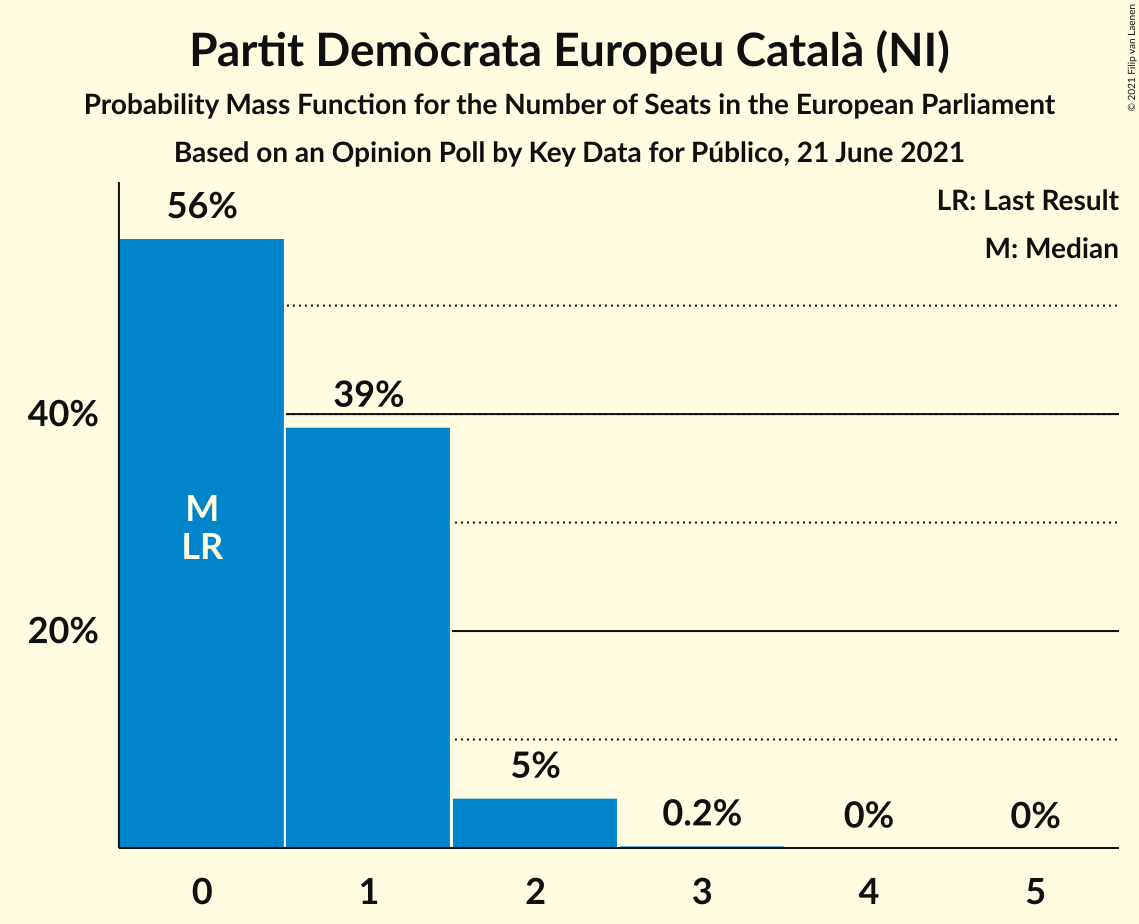 Partit Demòcrata Europeu Català (NI)
Probability Mass Function for the Number of Seats in the European Parliament
Based on an Opinion Poll by Key Data for Público, 21 June 2021
© 2021 Filip van Laenen
LR: Last Result
M: Median
56%
39%
5%
0.2%
0%
0%
40%
20%
M
LR
0
1
2
3
4
5